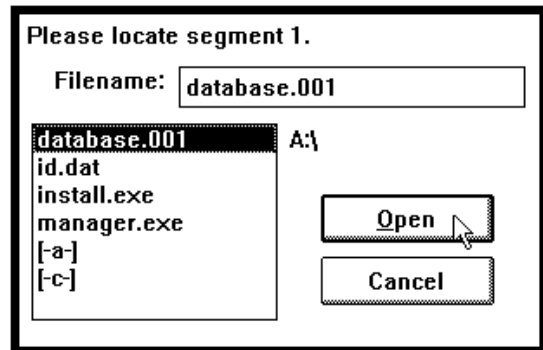 Please locate segment 1.
Filename: database.001
database.001 A:\
id.dat
install.exe
manager.exe
[-a-]
[-c-]
Open
Cancel